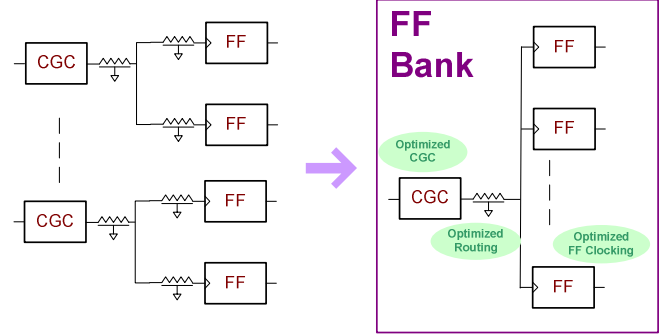 CGC
FF
FF
CGC
FF
FF
FF
Bank
FF
Optimized
CGC
FF
CGC
Optimized
Routing
Optimized
FF Clocking
FF